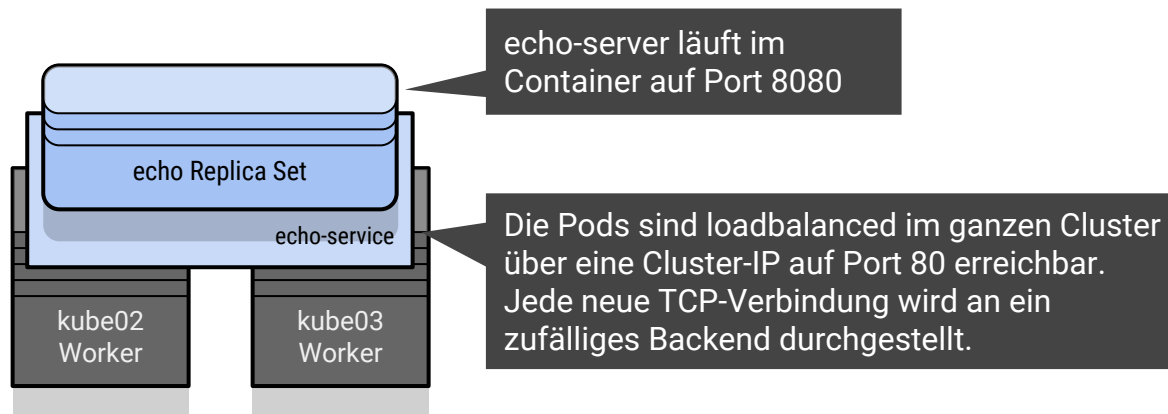 echo-server läuft im
Container auf Port 8080
echo Replica Set
echo-service
Die Pods sind loadbalanced im ganzen Cluster
über eine Cluster-IP auf Port 80 erreichbar.
Jede neue TCP-Verbindung wird an ein
zufälliges Backend durchgestellt.
kube02
Worker
kube03
Worker